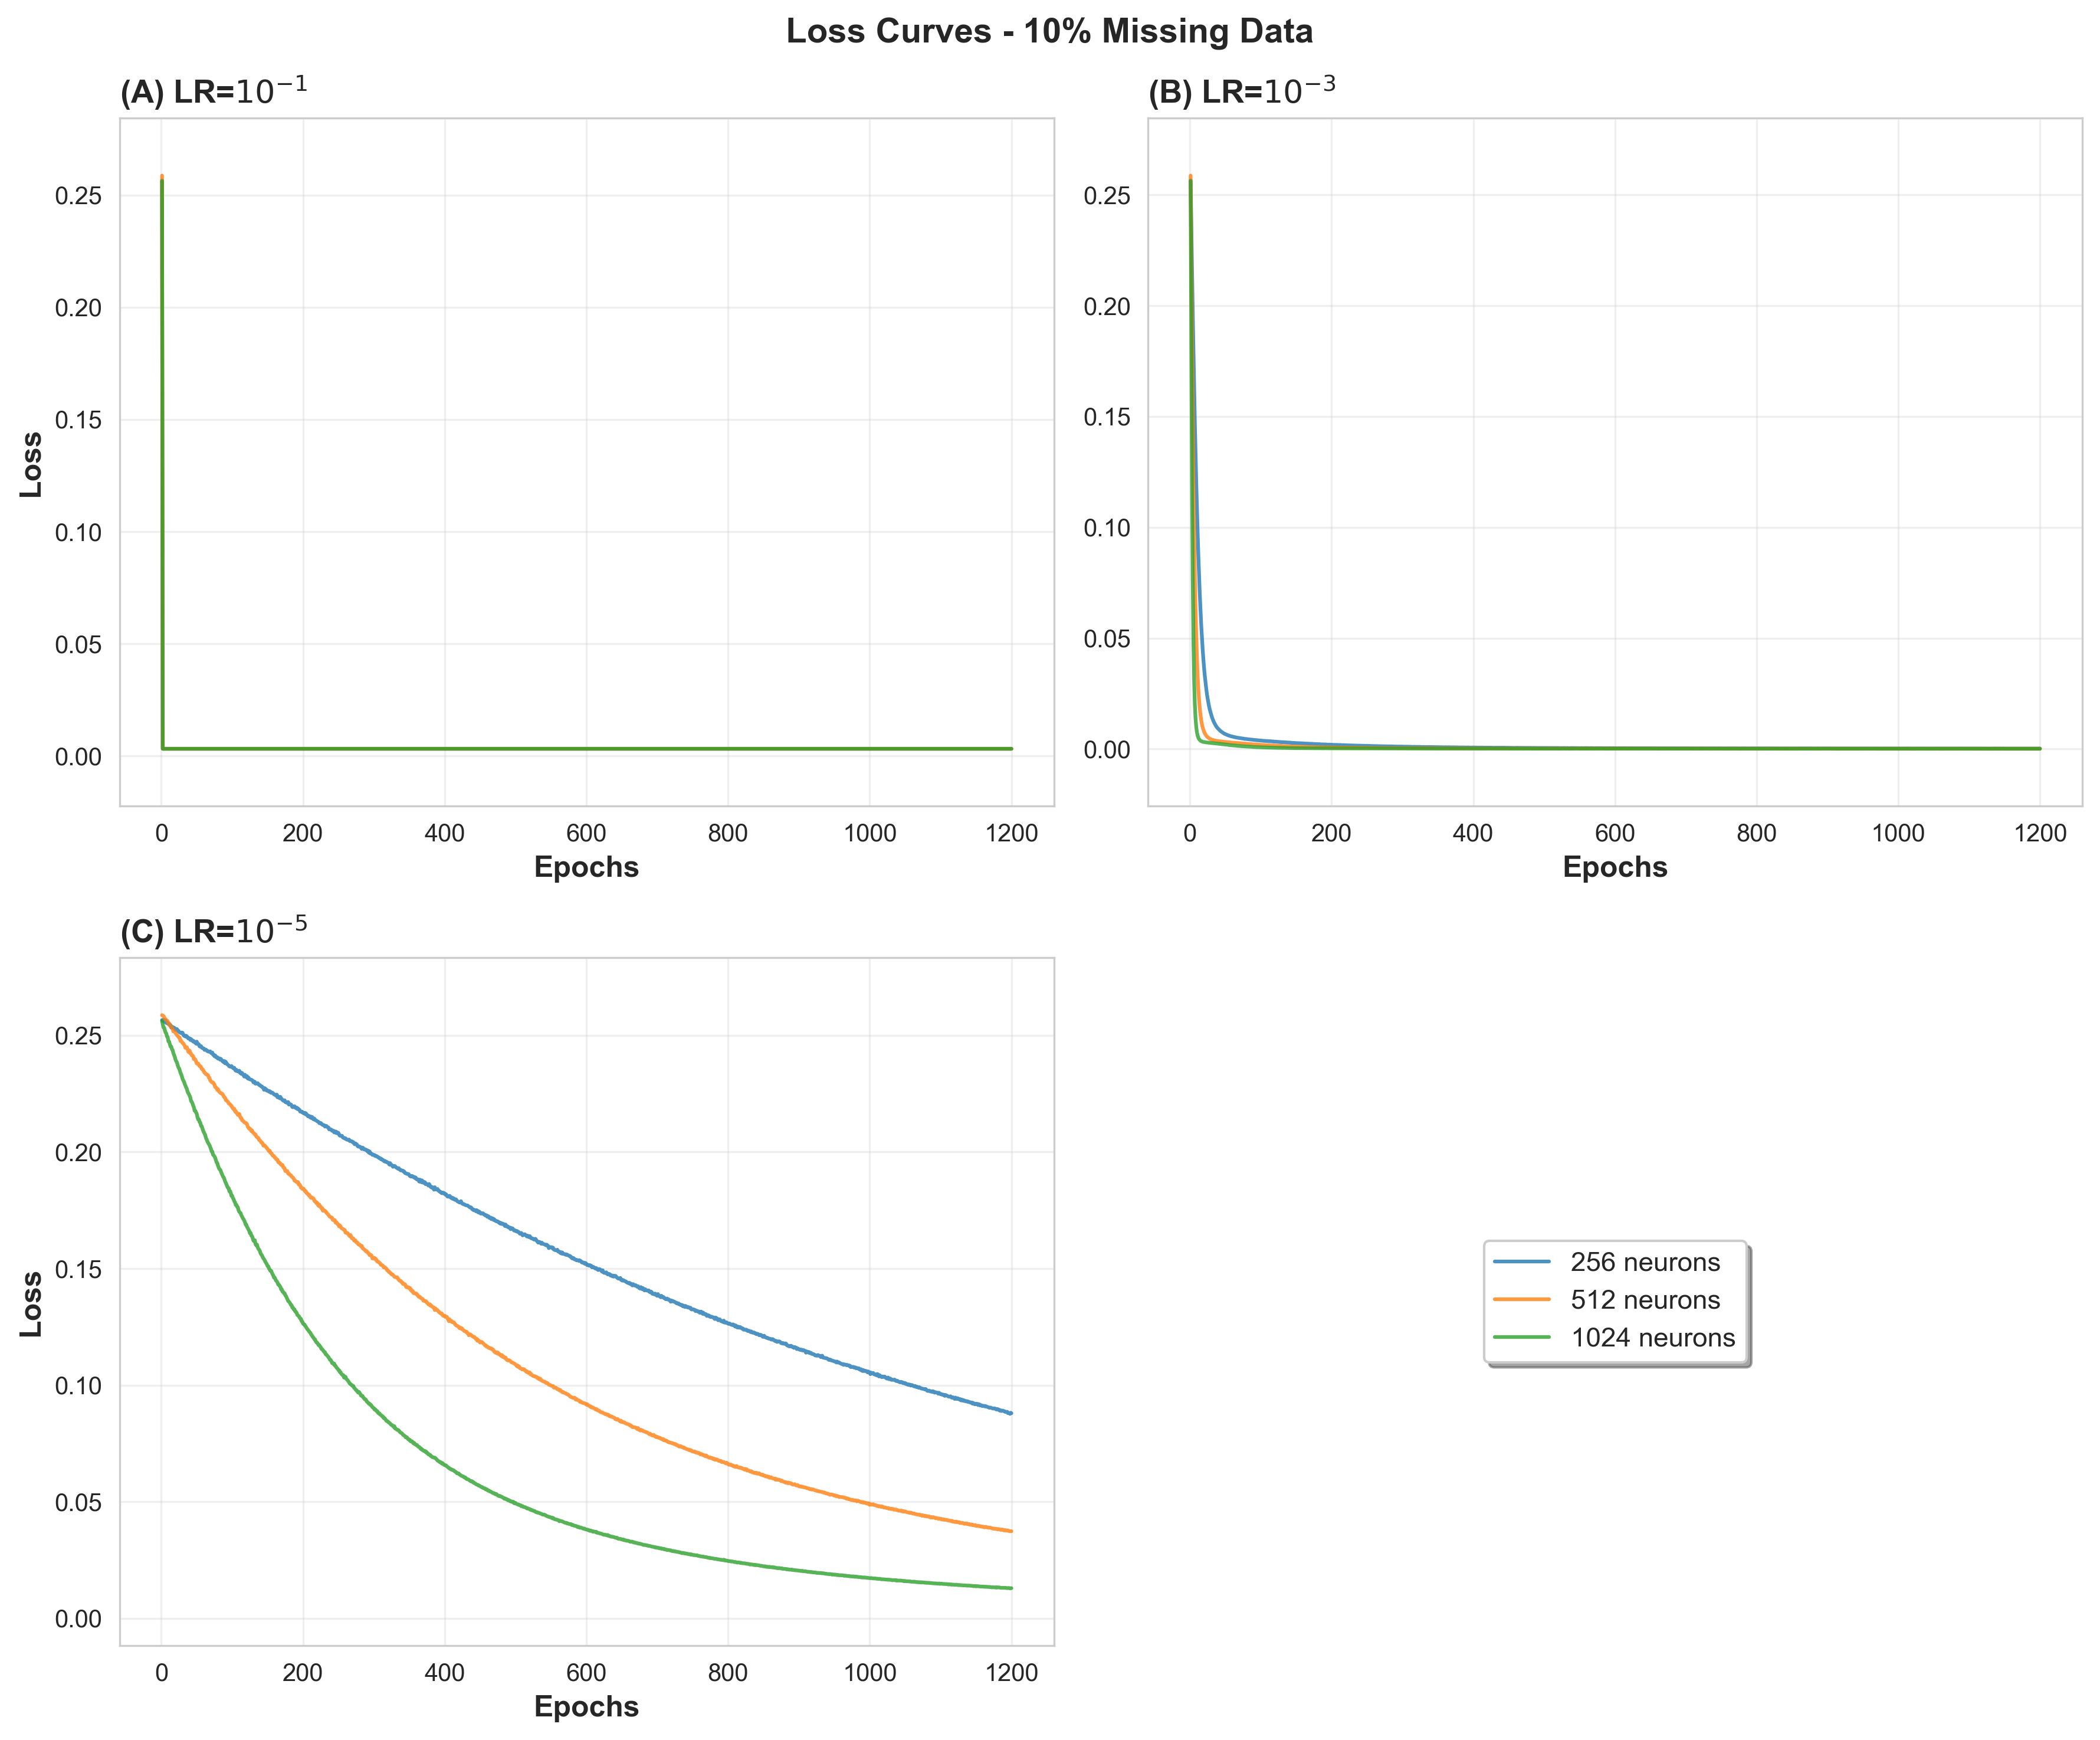 Loss Curves - 10% Missing Data
(A) LR=10⁻¹
Loss
0.25
0.20
0.15
0.10
0.05
0.00
0 200 400 600 800 1000 1200
Epochs
(B) LR=10⁻³
0.25
0.20
0.15
0.10
0.05
0.00
0 200 400 600 800 1000 1200
Epochs
(C) LR=10⁻⁵
Loss
0.25
0.20
0.15
0.10
0.05
0.00
0 200 400 600 800 1000 1200
Epochs
256 neurons
512 neurons
1024 neurons